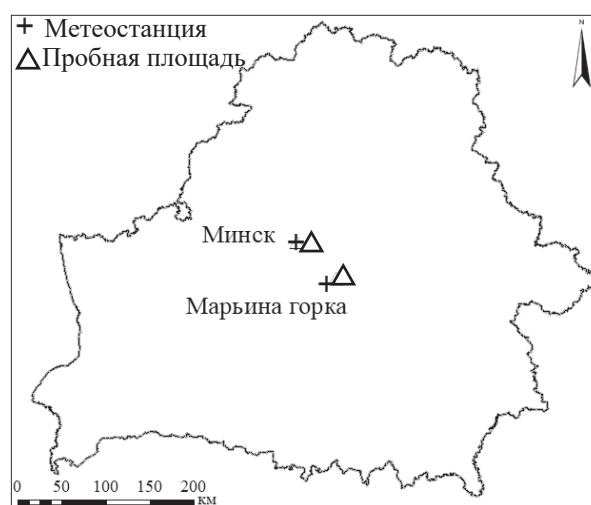 + Метеостанция
△ Пробная площадь
Минск
Марьина горка
0 50 100 150 200
км